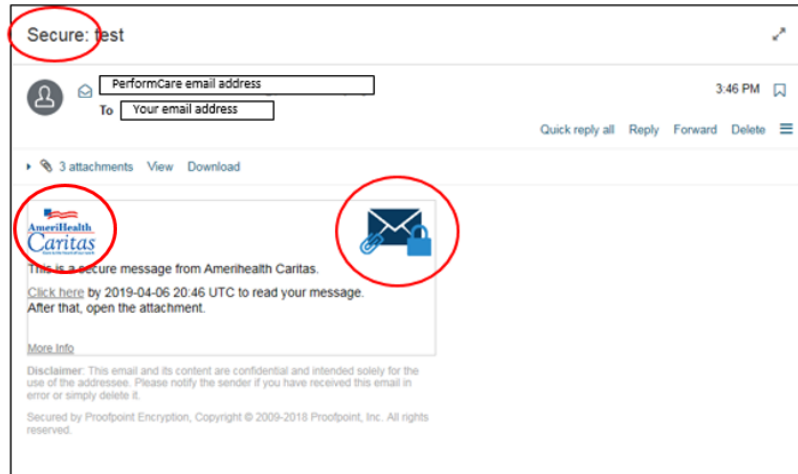 Secure: test
PerformCare email address
3:46 PM
To Your email address
Quick reply all Reply Forward Delete
3 attachments View Download
AmeriHealth
Caritas
This is a secure message from Amerihealth Caritas.
Click here by 2019-04-06 20:46 UTC to read your message.
After that, open the attachment.
More Info
Disclaimer: This email and its content are confidential and intended solely for the
use of the addressee. Please notify the sender if you have received this email in
error or simply delete it.
Secured by Proofpoint Encryption, Copyright © 2009-2018 Proofpoint, Inc. All rights
reserved.